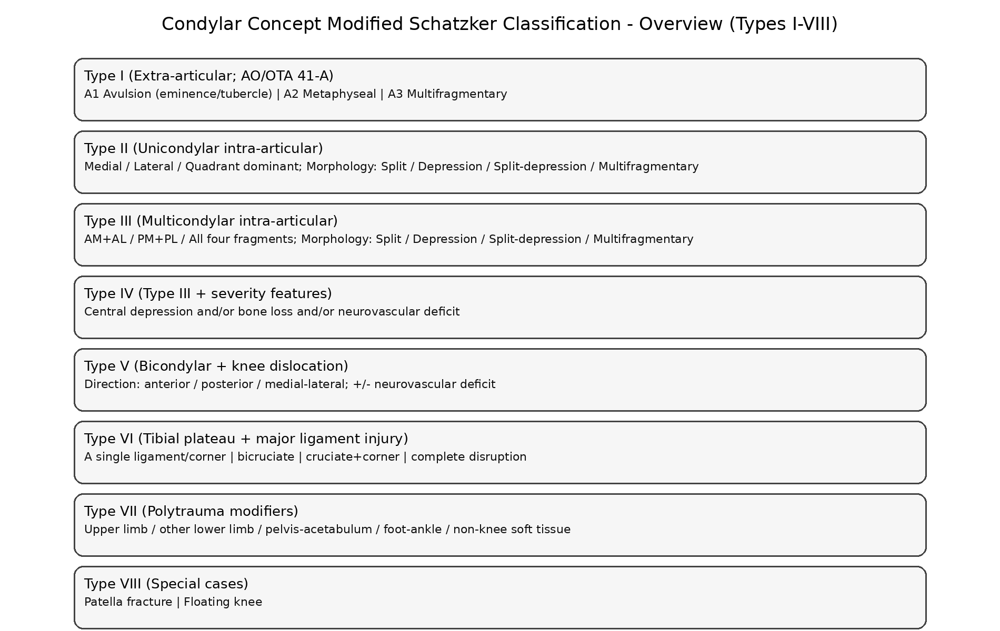 Condylar Concept Modified Schatzker Classification - Overview (Types I-VIII)
Type I (Extra-articular; AO/OTA 41-A)
A1 Avulsion (eminence/tubercle) | A2 Metaphyseal | A3 Multifragmentary
Type II (Unicondylar intra-articular)
Medial / Lateral / Quadrant dominant; Morphology: Split / Depression / Split-depression / Multifragmentary
Type III (Multicondylar intra-articular)
AM+AL / PM+PL / All four fragments; Morphology: Split / Depression / Split-depression / Multifragmentary
Type IV (Type III + severity features)
Central depression and/or bone loss and/or neurovascular deficit
Type V (Bicondylar + knee dislocation)
Direction: anterior / posterior / medial-lateral; +/- neurovascular deficit
Type VI (Tibial plateau + major ligament injury)
A single ligament/corner | bicruciate | cruciate+corner | complete disruption
Type VII (Polytrauma modifiers)
Upper limb / other lower limb / pelvis-acetabulum / foot-ankle / non-knee soft tissue
Type VIII (Special cases)
Patella fracture | Floating knee